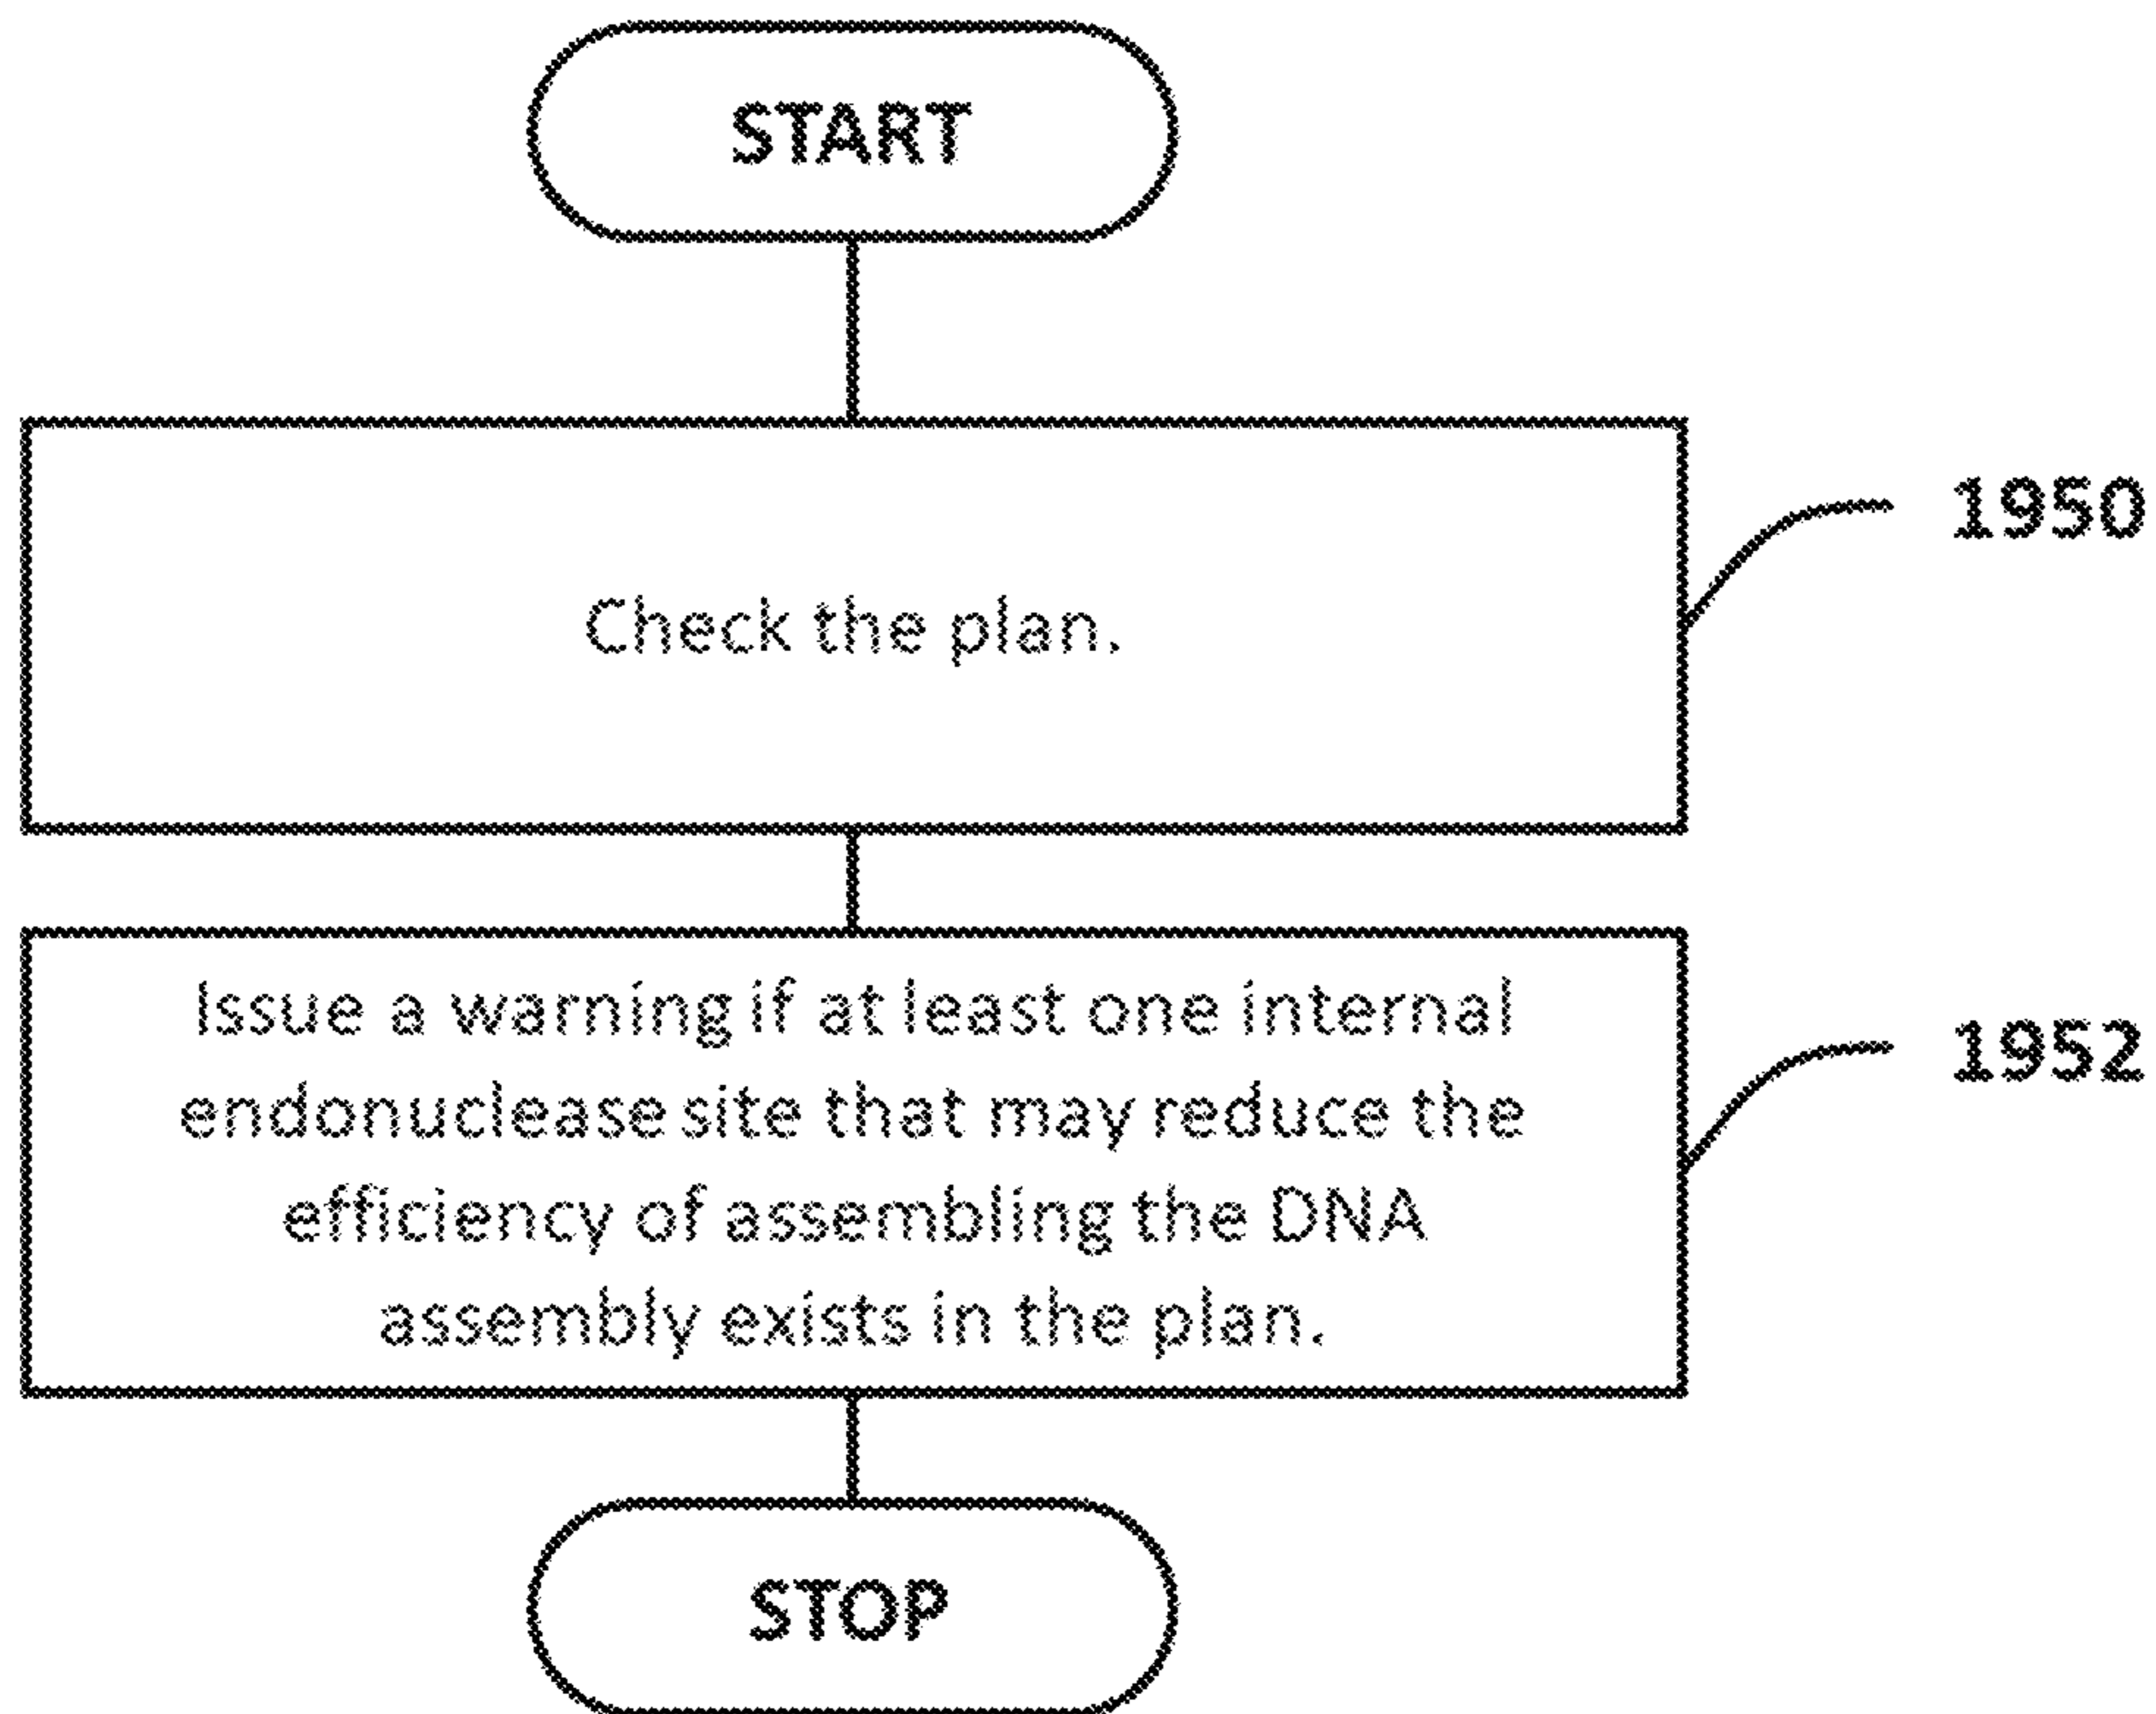 START
Check the plan.
1950
Issue a warning if at least one internal
endonuclease site that may reduce the
efficiency of assembling the DNA
assembly exists in the plan.
1952
STOP